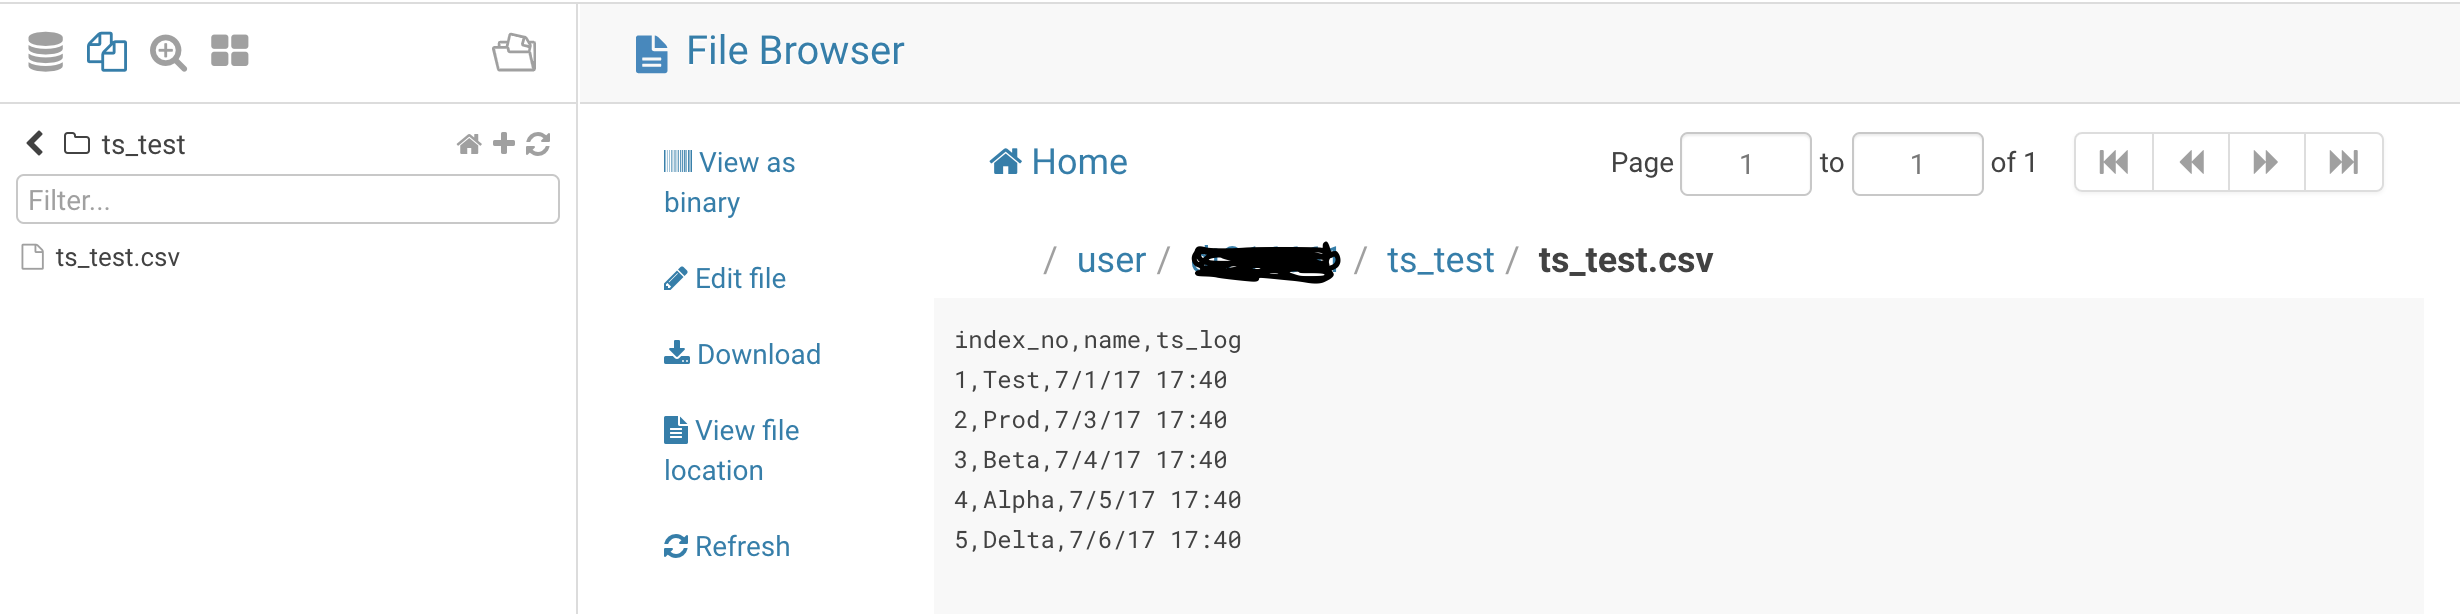 File Browser
ts_test
Filter...
ts_test.csv
View as
binary
Edit file
Download
View file
location
Refresh
Home
Page 1 to 1 of 1
/ user / / ts_test / ts_test.csv
index_no,name,ts_log
1,Test,7/1/17 17:40
2,Prod,7/3/17 17:40
3,Beta,7/4/17 17:40
4,Alpha,7/5/17 17:40
5,Delta,7/6/17 17:40